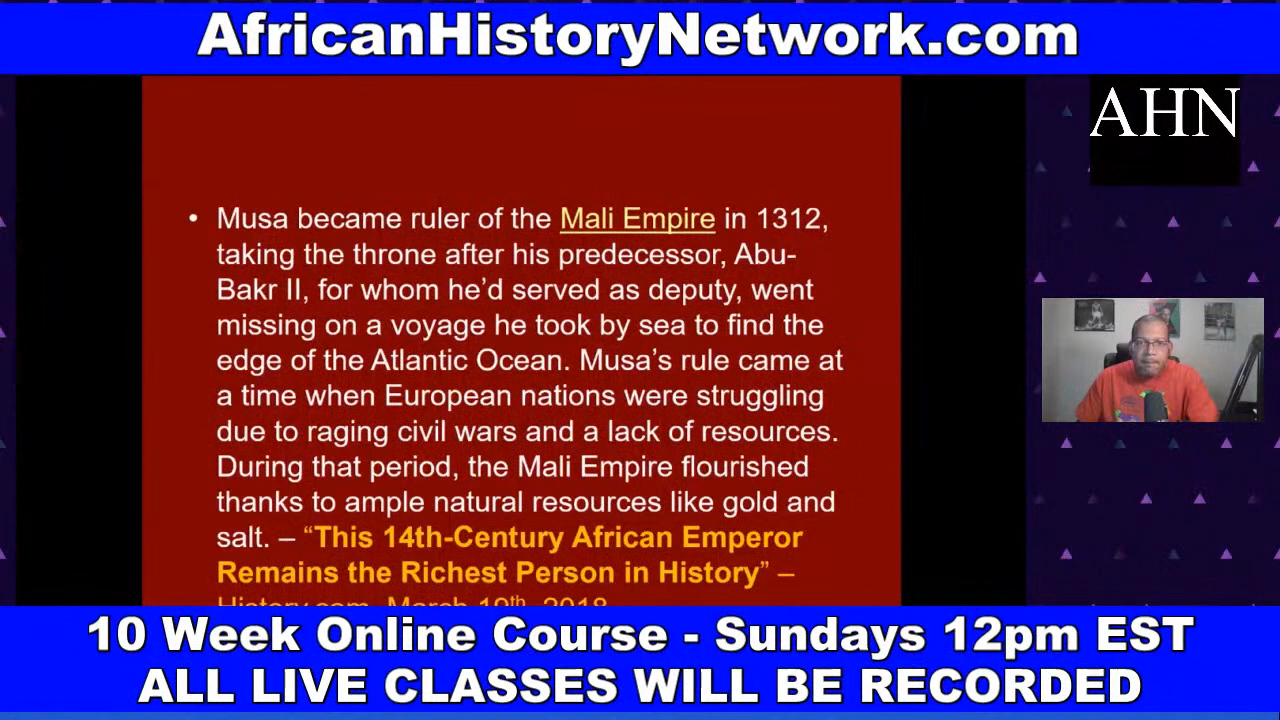 AfricanHistoryNetwork.com
AHN
• Musa became ruler of the Mali Empire in 1312,
taking the throne after his predecessor, Abu-
Bakr II, for whom he’d served as deputy, went
missing on a voyage he took by sea to find the
edge of the Atlantic Ocean. Musa’s rule came at
a time when European nations were struggling
due to raging civil wars and a lack of resources.
During that period, the Mali Empire flourished
thanks to ample natural resources like gold and
salt. – “This 14th-Century African Emperor
Remains the Richest Person in History” –
History.com, March 19th, 2018
10 Week Online Course - Sundays 12pm EST
ALL LIVE CLASSES WILL BE RECORDED